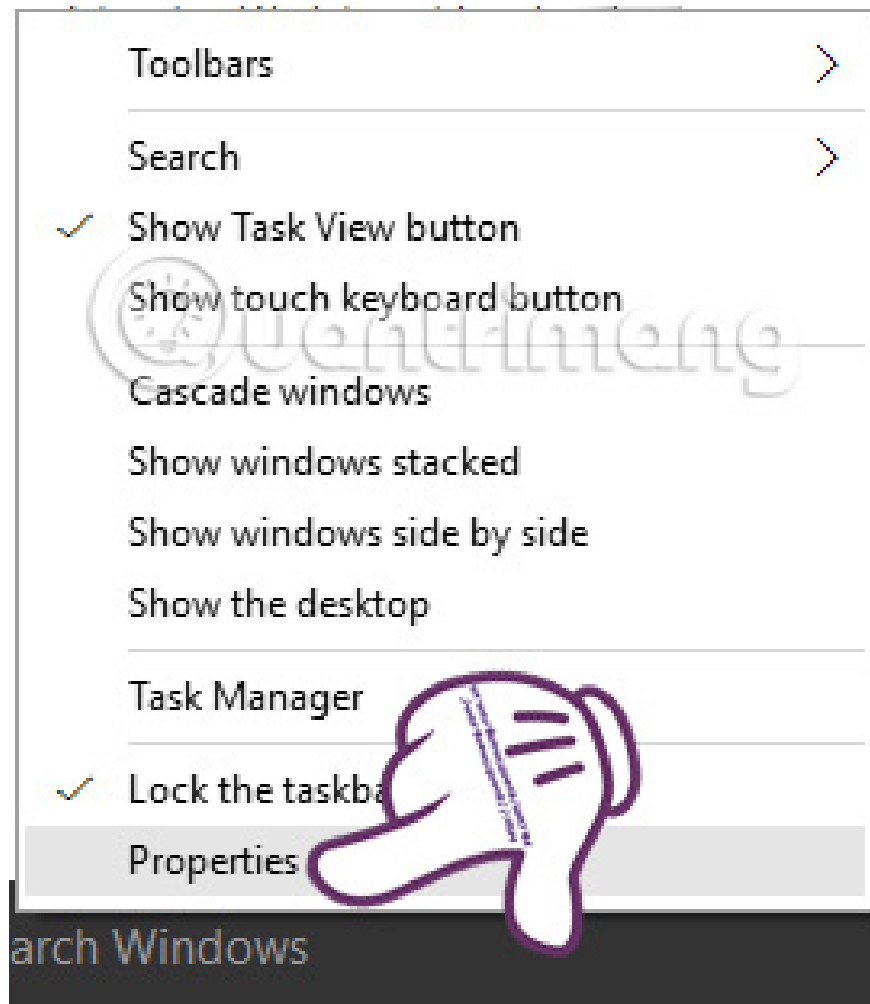 Toolbars
Search
Show Task View button
Show touch keyboard button
Quantrimang
Cascade windows
Show windows stacked
Show windows side by side
Show the desktop
Task Manager
Lock the taskba
Properties
arch Windows